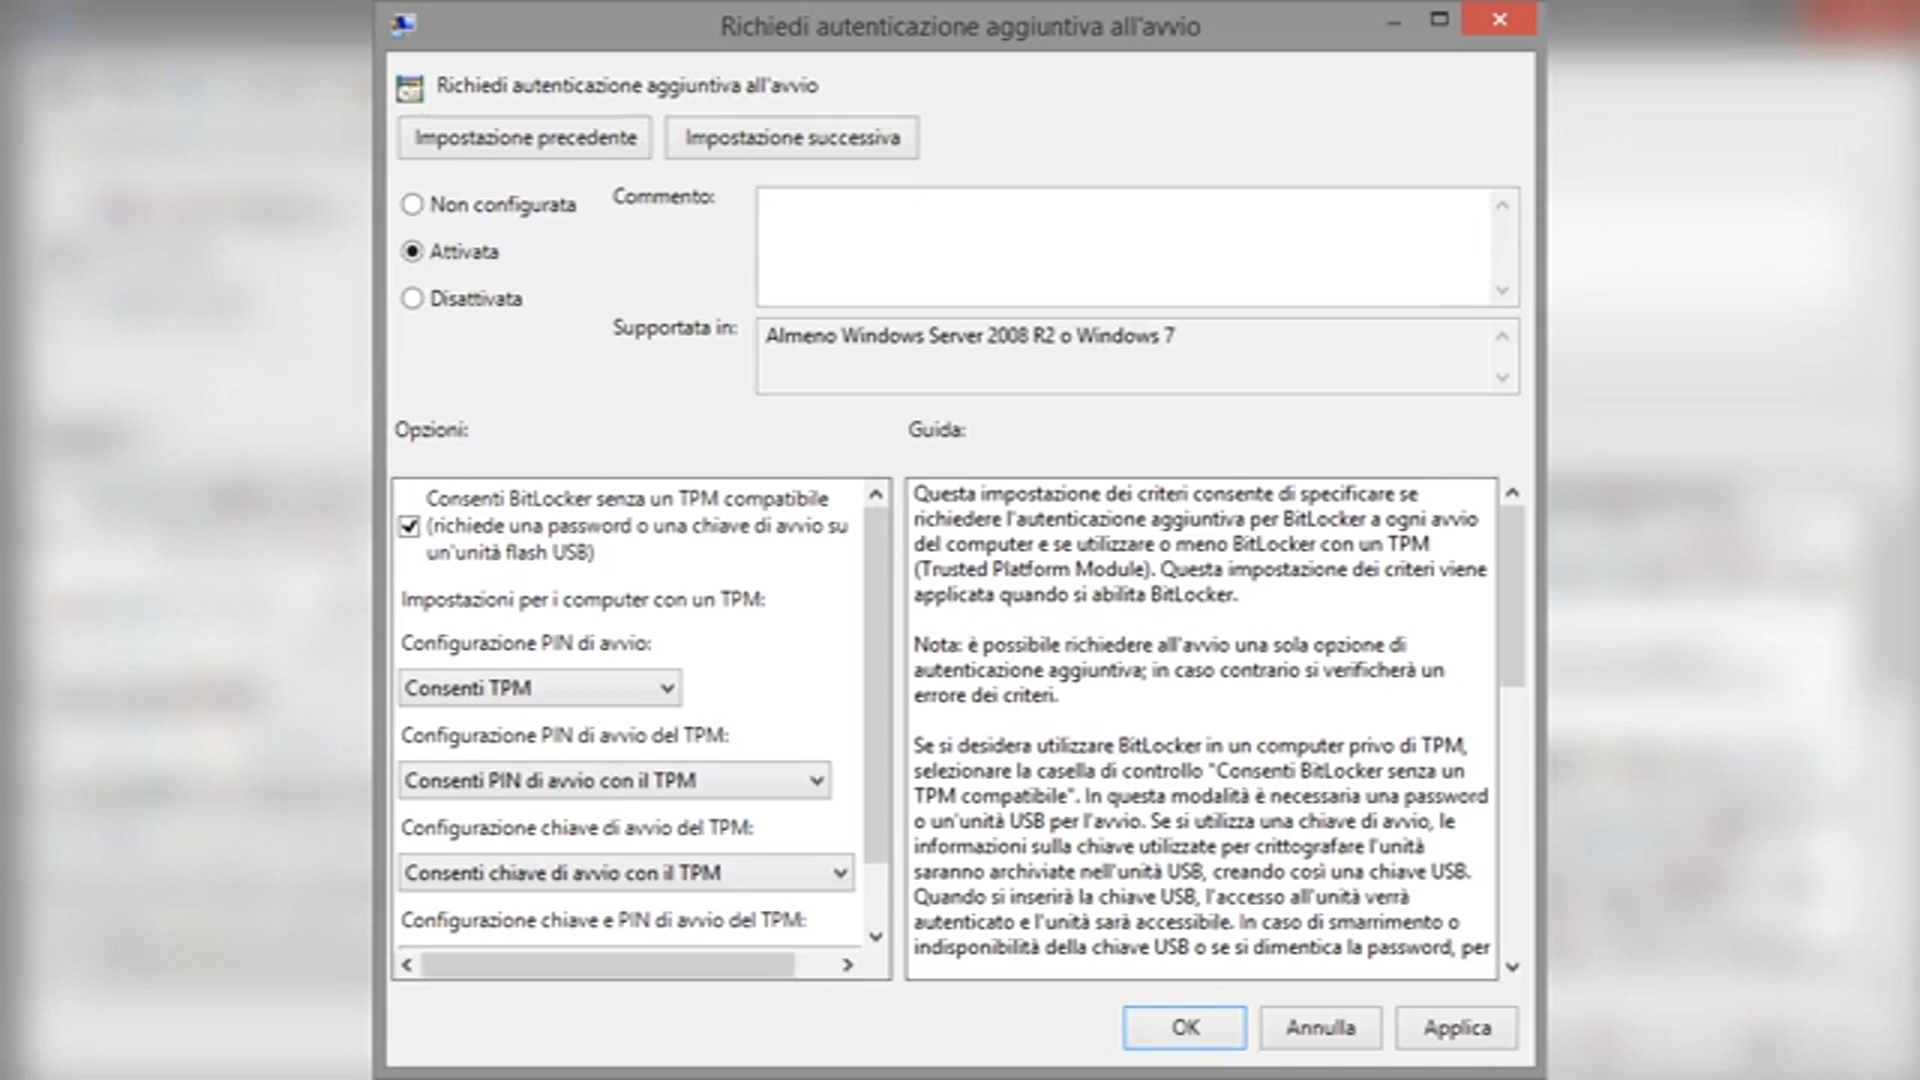 Richiedi autenticazione aggiuntiva all'avvio
Richiedi autenticazione aggiuntiva all'avvio
Impostazione precedente
Impostazione successiva
Non configurata
Commento:
Attivata
Disattivata
Supportata in:
Almeno Windows Server 2008 R2 o Windows 7
Opzioni:
Guida:
Consenti BitLocker senza un TPM compatibile
(richiede una password o una chiave di avvio su
un'unità flash USB)
Impostazioni per i computer con un TPM:
Configurazione PIN di avvio:
Consenti TPM
Configurazione PIN di avvio del TPM:
Consenti PIN di avvio con il TPM
Configurazione chiave di avvio del TPM:
Consenti chiave di avvio con il TPM
Configurazione chiave e PIN di avvio del TPM:
Questa impostazione dei criteri consente di specificare se
richiedere l'autenticazione aggiuntiva per BitLocker a ogni avvio
del computer e se utilizzare o meno BitLocker con un TPM
(Trusted Platform Module). Questa impostazione dei criteri viene
applicata quando si abilita BitLocker.
Nota: è possibile richiedere all'avvio una sola opzione di
autenticazione aggiuntiva; in caso contrario si verificherà un
errore dei criteri.
Se si desidera utilizzare BitLocker in un computer privo di TPM,
selezionare la casella di controllo "Consenti BitLocker senza un
TPM compatibile". In questa modalità è necessaria una password
o un'unità USB per l'avvio. Se si utilizza una chiave di avvio, le
informazioni sulla chiave utilizzate per crittografare l'unità
saranno archiviate nell'unità USB, creando così una chiave USB.
Quando si inserirà la chiave USB, l'accesso all'unità verrà
autenticato e l'unità sarà accessibile. In caso di smarrimento o
indisponibilità della chiave USB o se si dimentica la password, per
OK
Annulla
Applica